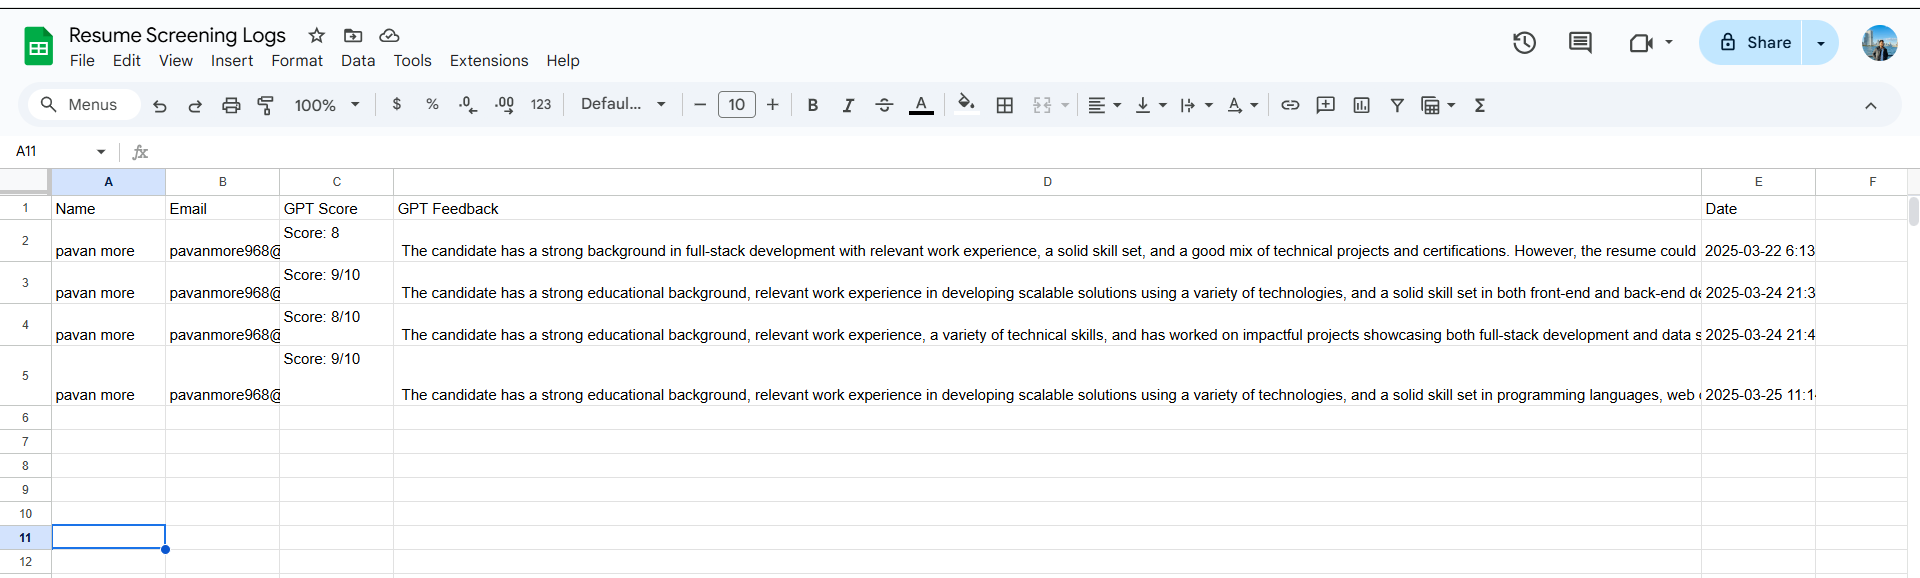 Resume Screening Logs
File Edit View Insert Format Data Tools Extensions Help
Share
Menus 100% $ % .0 .00 123 Defaul... 10 B I A A Σ
A11 fx
A B C D E F
1 Name Email GPT Score GPT Feedback Date
Score: 8
2 pavan more pavanmore968@ The candidate has a strong background in full-stack development with relevant work experience, a solid skill set, and a good mix of technical projects and certifications. However, the resume could 2025-03-22 6:13
Score: 9/10
3 pavan more pavanmore968@ The candidate has a strong educational background, relevant work experience in developing scalable solutions using a variety of technologies, and a solid skill set in both front-end and back-end de 2025-03-24 21:3
Score: 8/10
4 pavan more pavanmore968@ The candidate has a strong educational background, relevant work experience, a variety of technical skills, and has worked on impactful projects showcasing both full-stack development and data s 2025-03-24 21:4
Score: 9/10
5 pavan more pavanmore968@ The candidate has a strong educational background, relevant work experience in developing scalable solutions using a variety of technologies, and a solid skill set in programming languages, web 2025-03-25 11:1
6
7
8
9
10
11
12